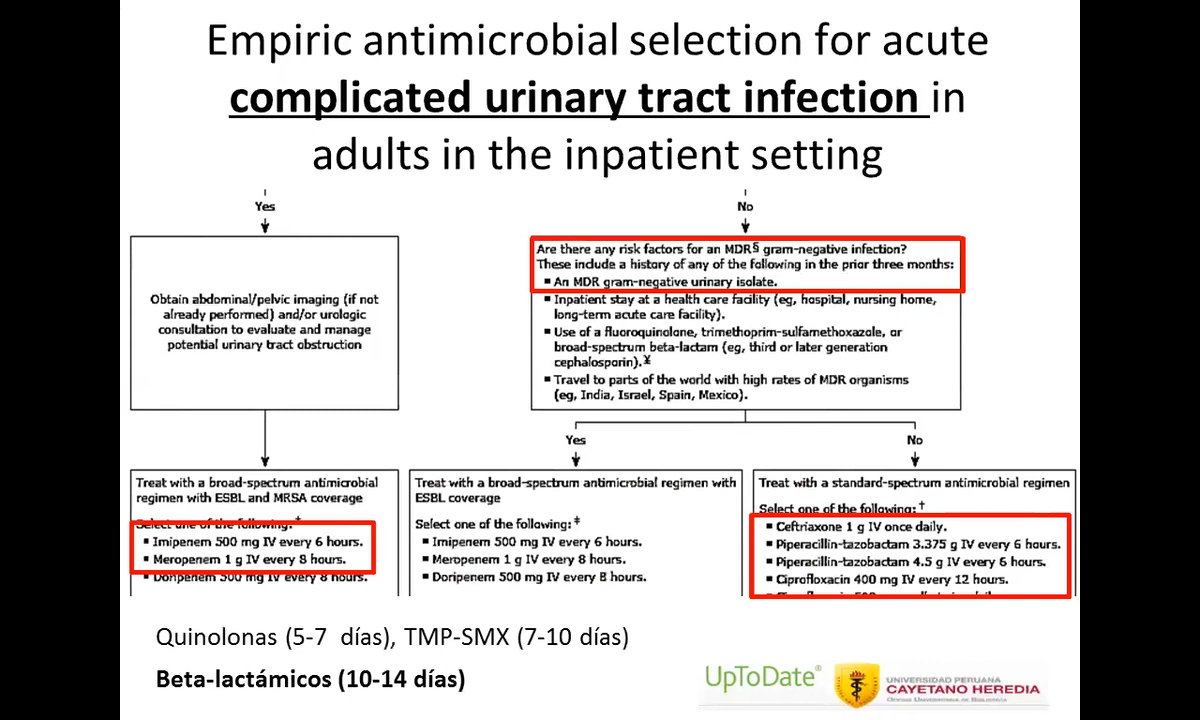 Empiric antimicrobial selection for acute
complicated urinary tract infection in
adults in the inpatient setting
Yes
No
Obtain abdominal/pelvic imaging (if not
already performed) and/or urologic
consultation to evaluate and manage
potential urinary tract obstruction
Are there any risk factors for an MDR§ gram-negative infection?
These include a history of any of the following in the prior three months:
▪ An MDR gram-negative urinary isolate.
▪ Inpatient stay at a health care facility (eg, hospital, nursing home,
long-term acute care facility).
▪ Use of a fluoroquinolone, trimethoprim-sulfamethoxazole, or
broad-spectrum beta-lactam (eg, third or later generation
cephalosporin).¥
▪ Travel to parts of the world with high rates of MDR organisms
(eg, India, Israel, Spain, Mexico).
Yes
No
Treat with a broad-spectrum antimicrobial
regimen with ESBL and MRSA coverage
Select one of the following:‡
▪ Imipenem 500 mg IV every 6 hours.
▪ Meropenem 1 g IV every 8 hours.
▪ Doripenem 500 mg IV every 8 hours.
Treat with a broad-spectrum antimicrobial regimen with
ESBL coverage
Select one of the following:‡
▪ Imipenem 500 mg IV every 6 hours.
▪ Meropenem 1 g IV every 8 hours.
▪ Doripenem 500 mg IV every 8 hours.
Treat with a standard-spectrum antimicrobial regimen
Select one of the following:†
▪ Ceftriaxone 1 g IV once daily.
▪ Piperacillin-tazobactam 3.375 g IV every 6 hours.
▪ Piperacillin-tazobactam 4.5 g IV every 6 hours.
▪ Ciprofloxacin 400 mg IV every 12 hours.
Quinolonas (5-7 días), TMP-SMX (7-10 días)
Beta-lactámicos (10-14 días)
UpToDate®
UNIVERSIDAD PERUANA
CAYETANO HEREDIA
Oficina Universitaria de Biblioteca